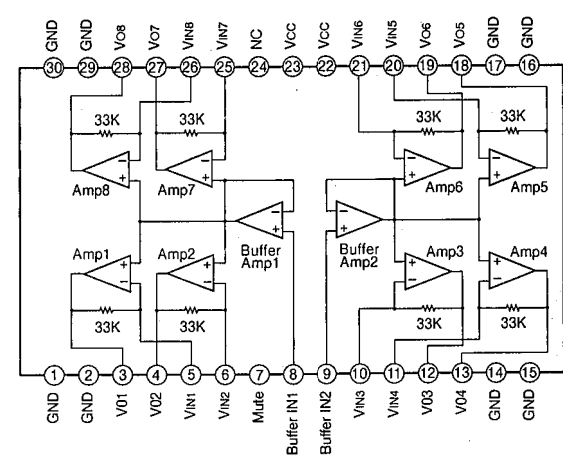 GND GND VO8 VO7 VIN8 VIN7 NC VCC VCC VIN6 VIN5 VO6 VO5 GND GND
30 29 28 27 26 25 24 23 22 21 20 19 18 17 16
33K 33K 33K 33K
Amp8 Amp7 Amp6 Amp5
Amp1 Amp2 Buffer Amp1 Buffer Amp2 Amp3 Amp4
33K 33K 33K 33K
1 2 3 4 5 6 7 8 9 10 11 12 13 14 15
GND GND V01 V02 VIN1 VIN2 Mute Buffer IN1 Buffer IN2 VIN3 VIN4 V03 V04 GND GND